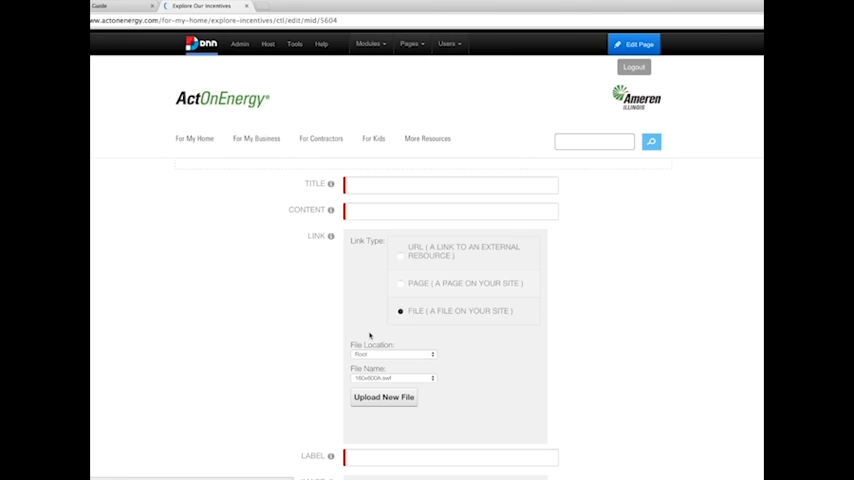 Guide
×
Explore Our Incentives
×
ww.actonenergy.com/for-my-home/explore-incentives/ctl/edit/mid/5604
DNN
Admin
Host
Tools
Help
Modules
Pages
Users
Edit Page
Logout
ActOnEnergy®
Ameren
ILLINOIS
For My Home
For My Business
For Contractors
For Kids
More Resources
TITLE
CONTENT
LINK
Link Type:
URL ( A LINK TO AN EXTERNAL
RESOURCE )
PAGE ( A PAGE ON YOUR SITE )
FILE ( A FILE ON YOUR SITE )
File Location:
Root
File Name:
160x600A.swf
Upload New File
LABEL